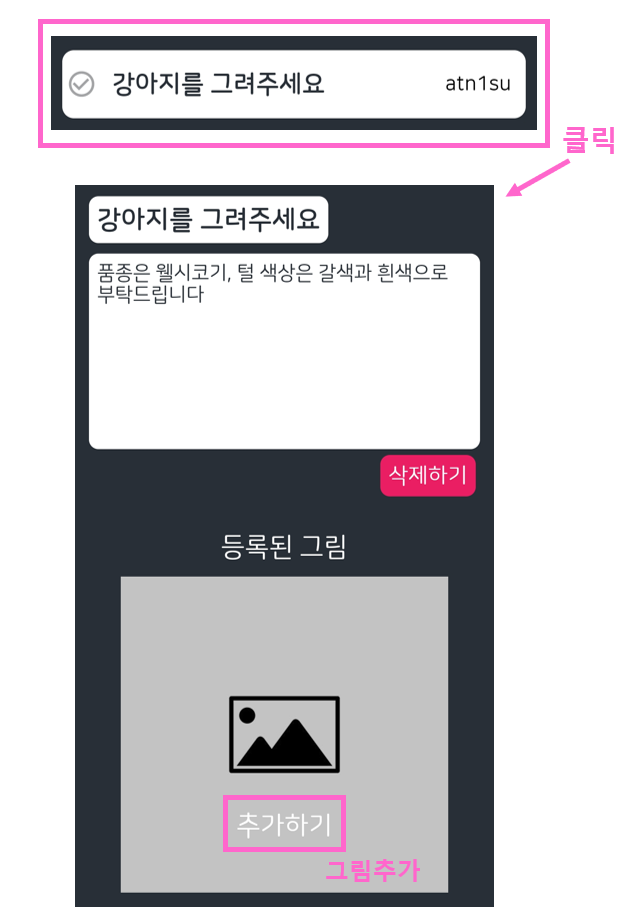 강아지를 그려주세요 atn1su
클릭
강아지를 그려주세요
품종은 웰시코기, 털 색상은 갈색과 흰색으로
부탁드립니다
삭제하기
등록된 그림
추가하기
그림추가